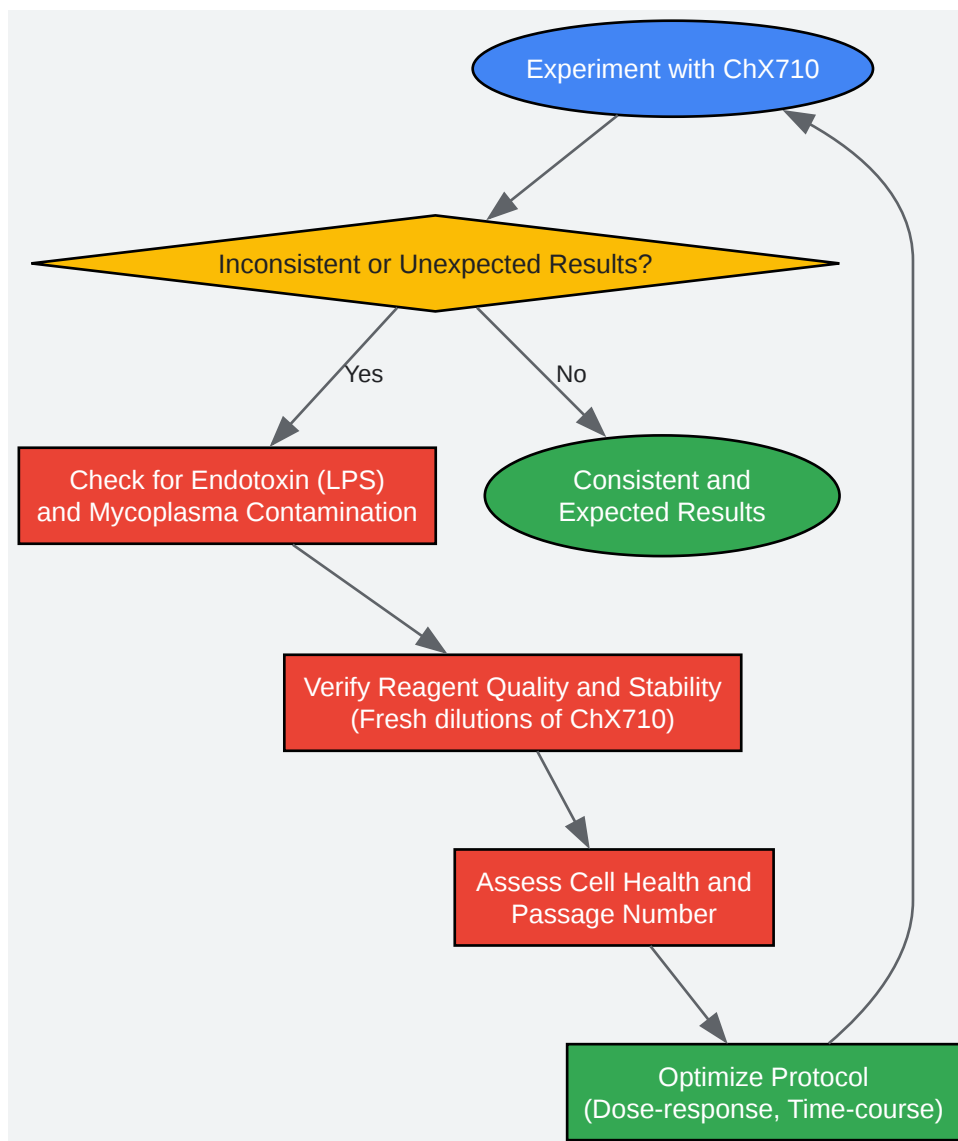 Experiment with ChX710
Inconsistent or Unexpected Results?
Yes
No
Check for Endotoxin (LPS)
and Mycoplasma Contamination
Consistent and
Expected Results
Verify Reagent Quality and Stability
(Fresh dilutions of ChX710)
Assess Cell Health and
Passage Number
Optimize Protocol
(Dose-response, Time-course)